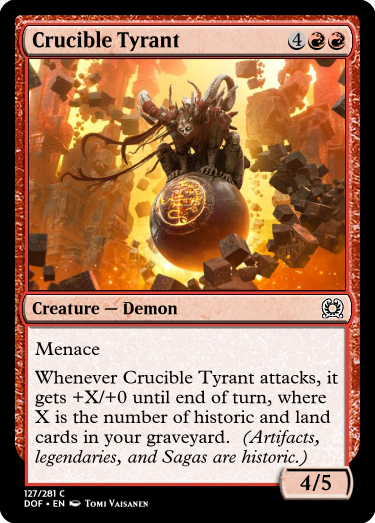 Crucible Tyrant 4
Creature — Demon
Menace
Whenever Crucible Tyrant attacks, it
gets +X/+0 until end of turn, where
X is the number of historic and land
cards in your graveyard. (Artifacts,
legendaries, and Sagas are historic.)
4/5
127/281 C
DOF • EN Tomi Vaisanen